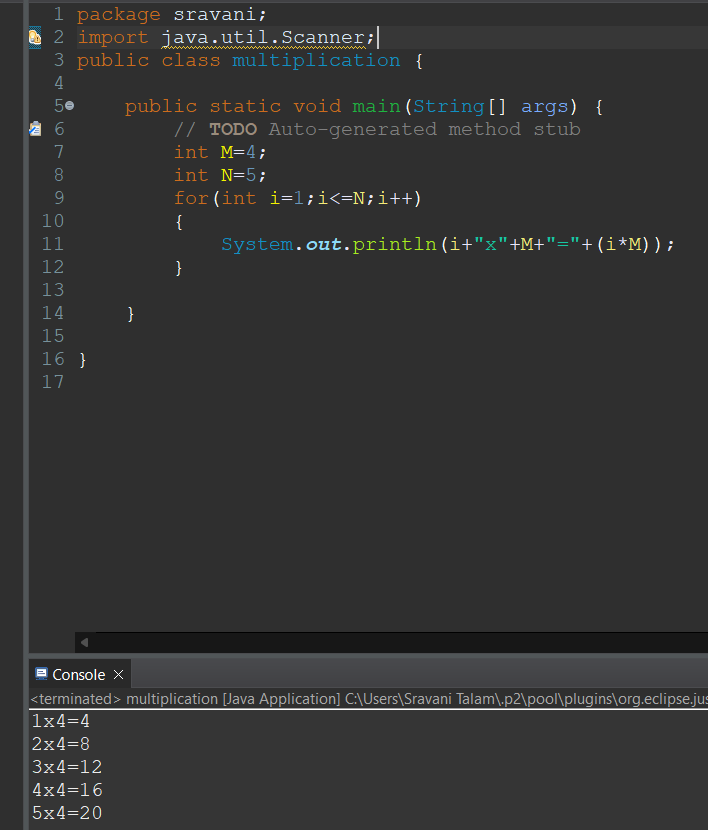 1 package sravani;
2 import java.util.Scanner;
3 public class multiplication {
4
5 public static void main(String[] args) {
6 // TODO Auto-generated method stub
7 int M=4;
8 int N=5;
9 for(int i=1;i<=N;i++)
10 {
11 System.out.println(i+"x"+M+"="+(i*M));
12 }
13
14 }
15
16 }
17
Console
<terminated> multiplication [Java Application] C:\Users\Sravani Talam\.p2\pool\plugins\org.eclipse.jus
1x4=4
2x4=8
3x4=12
4x4=16
5x4=20